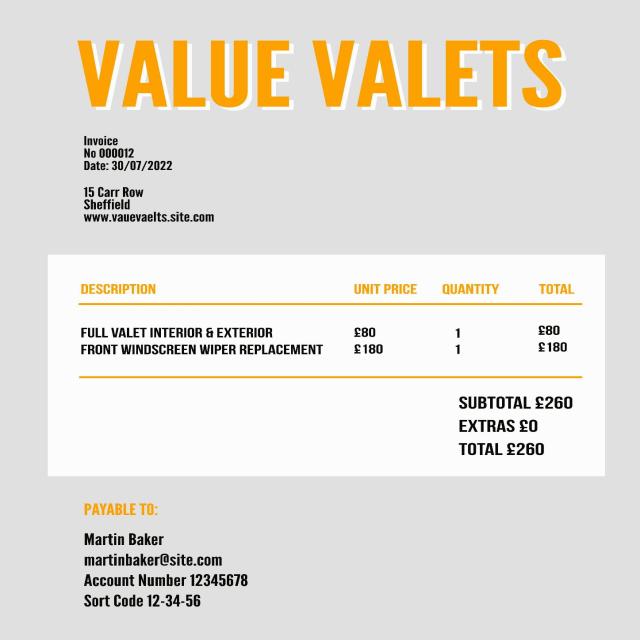 VALUE VALETS
Invoice
No 000012
Date: 30/07/2022
15 Carr Row
Sheffield
www.vauevaelts.site.com
DESCRIPTION UNIT PRICE QUANTITY TOTAL
FULL VALET INTERIOR & EXTERIOR £80 1 £80
FRONT WINDSCREEN WIPER REPLACEMENT £180 1 £180
SUBTOTAL £260
EXTRAS £0
TOTAL £260
PAYABLE TO:
Martin Baker
martinbaker@site.com
Account Number 12345678
Sort Code 12-34-56